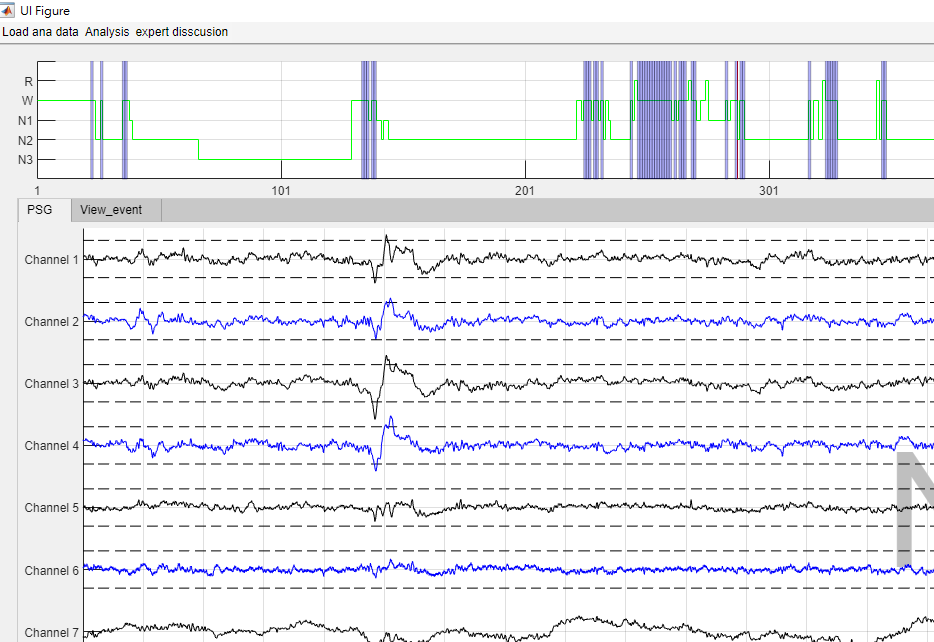 UI Figure
Load ana data Analysis expert disscusion
R
W
N1
N2
N3
1 101 201 301
PSG View_event
Channel 1
Channel 2
Channel 3
Channel 4
Channel 5
Channel 6
Channel 7
N